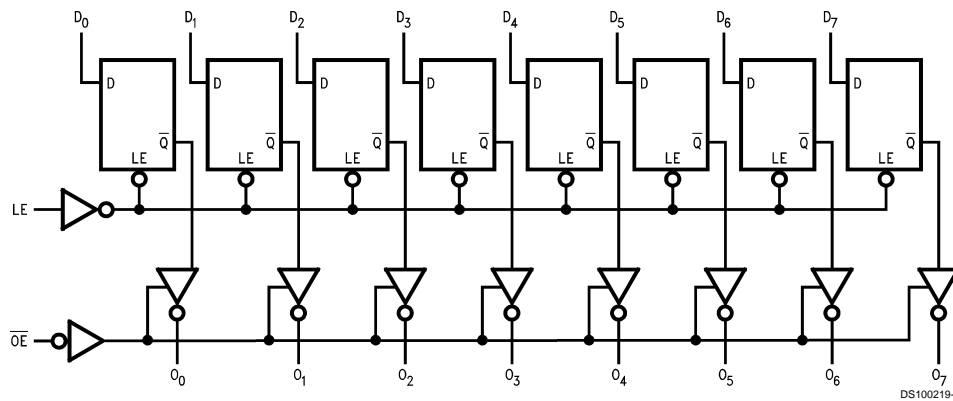 D0 D1 D2 D3 D4 D5 D6 D7
D D D D D D D D
Q̅ Q̅ Q̅ Q̅ Q̅ Q̅ Q̅ Q̅
LE LE LE LE LE LE LE LE
LE
O̅E̅
O0 O1 O2 O3 O4 O5 O6 O7
DS100219-